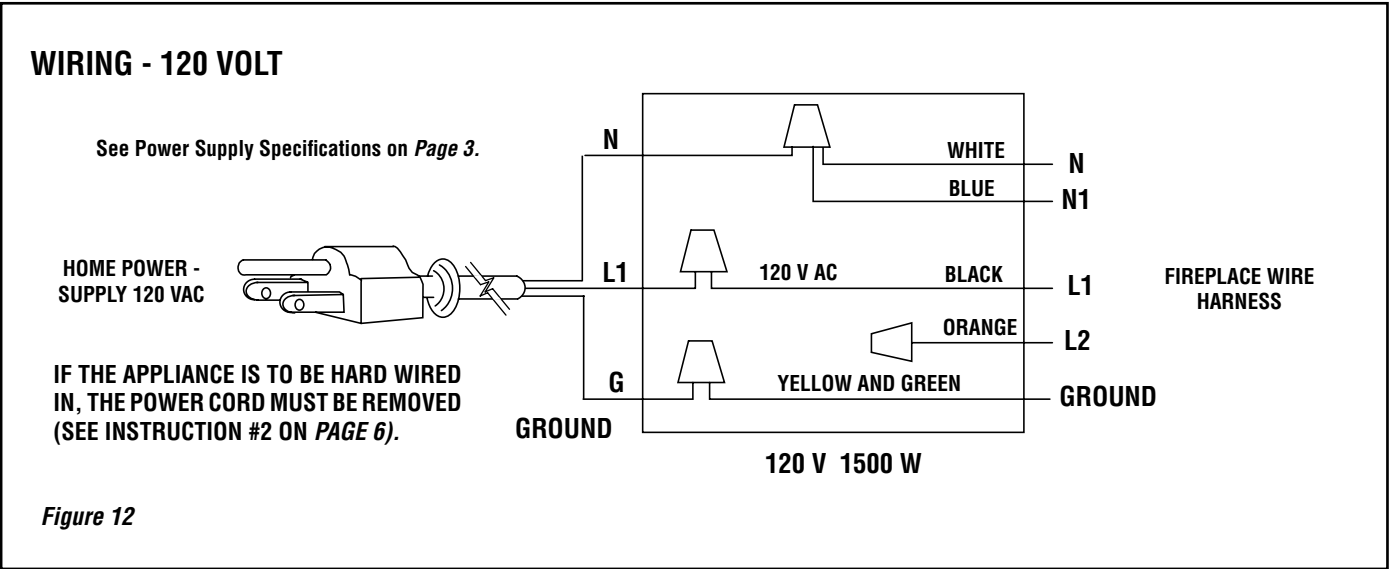 WIRING - 120 VOLT
See Power Supply Specifications on Page 3.
N
WHITE
N
BLUE
N1
HOME POWER -
SUPPLY 120 VAC
L1
120 V AC
BLACK
L1
FIREPLACE WIRE
HARNESS
ORANGE
L2
IF THE APPLIANCE IS TO BE HARD WIRED
IN, THE POWER CORD MUST BE REMOVED
(SEE INSTRUCTION #2 ON PAGE 6).
G
GROUND
YELLOW AND GREEN
GROUND
120 V 1500 W
Figure 12